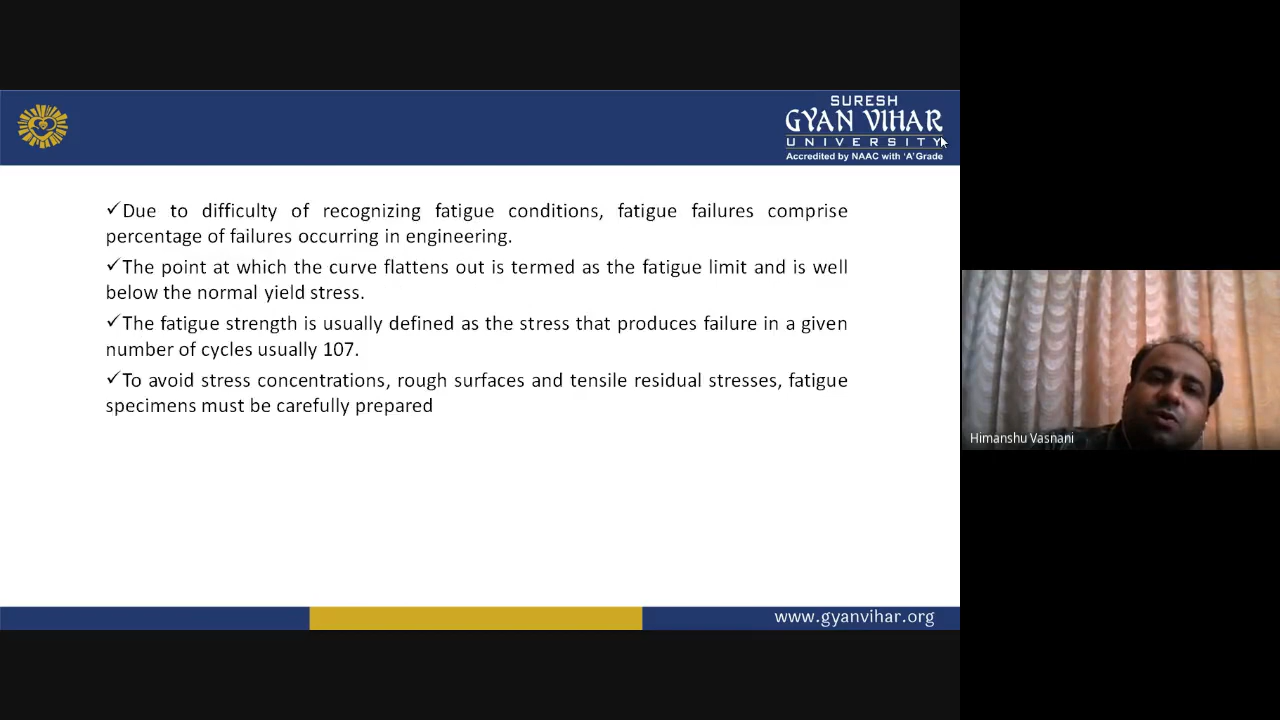 SURESH
GYAN VIHAR
UNIVERSITY
Accredited by NAAC with 'A' Grade
✓Due to difficulty of recognizing fatigue conditions, fatigue failures comprise
percentage of failures occurring in engineering.
✓The point at which the curve flattens out is termed as the fatigue limit and is well
below the normal yield stress.
✓The fatigue strength is usually defined as the stress that produces failure in a given
number of cycles usually 107.
✓To avoid stress concentrations, rough surfaces and tensile residual stresses, fatigue
specimens must be carefully prepared
Himanshu Vasnani
www.gyanvihar.org